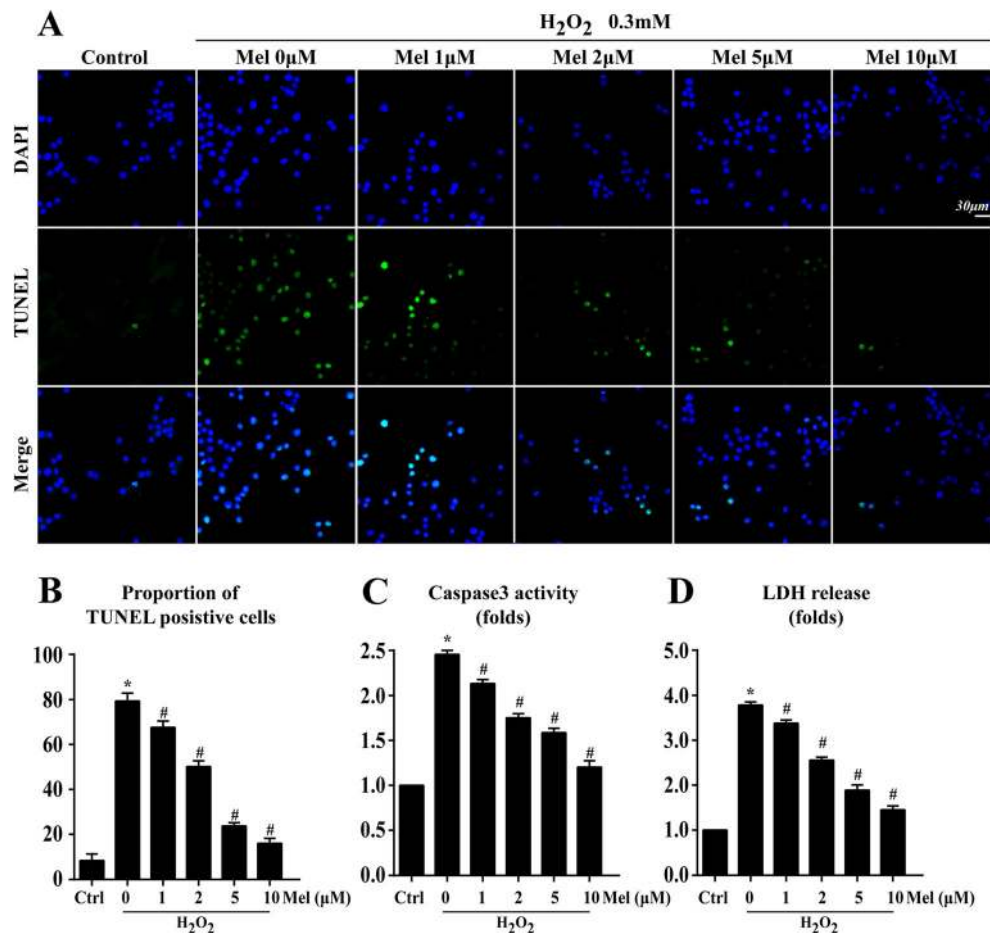 A
H₂O₂ 0.3mM
Control Mel 0μM Mel 1μM Mel 2μM Mel 5μM Mel 10μM
DAPI
30μm
TUNEL
Merge
B Proportion of
TUNEL posistive cells
100
80
60
40
20
0
* # # # #
Ctrl 0 1 2 5 10 Mel (μM)
H₂O₂
C Caspase3 activity
(folds)
2.5
2.0
1.5
1.0
0.5
0.0
* # # # #
Ctrl 0 1 2 5 10 Mel (μM)
H₂O₂
D LDH release
(folds)
5.0
4.0
3.0
2.0
1.0
0.0
* # # # #
Ctrl 0 1 2 5 10 Mel (μM)
H₂O₂